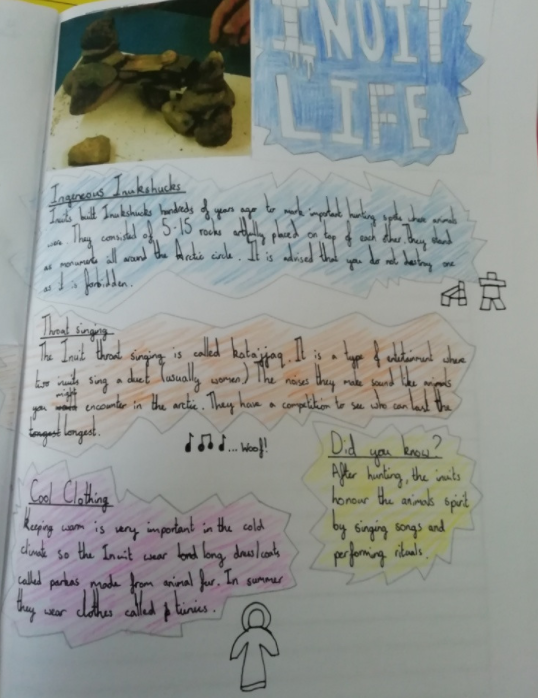 INUIT
LIFE
Ingeneous Inukshucks
Inuits built Inukshucks hundreds of years ago to mark important hunting spots where animals
were. They consisted of 5-15 rocks artfully placed on top of each other. They stand
as monuments all around the Arctic circle. It is advised that you do not destroy one
as I is forbidden.
Throat singing
The Inuit throat singing is called katajjaq. It is a type of entertainment where
two inuits sing a duet (usually women) The noises they make sound like animals
you might encounter in the arctic. They have a competition to see who can last the
longest.
...woof!
Did you know?
After hunting, the inuits
honour the animals spirit
by singing songs and
performing rituals.
Cool Clothing
Keeping warm is very important in the cold
climate so the Inuit wear long dress/coats
called parkas made from animal fur. In summer
they wear clothes called